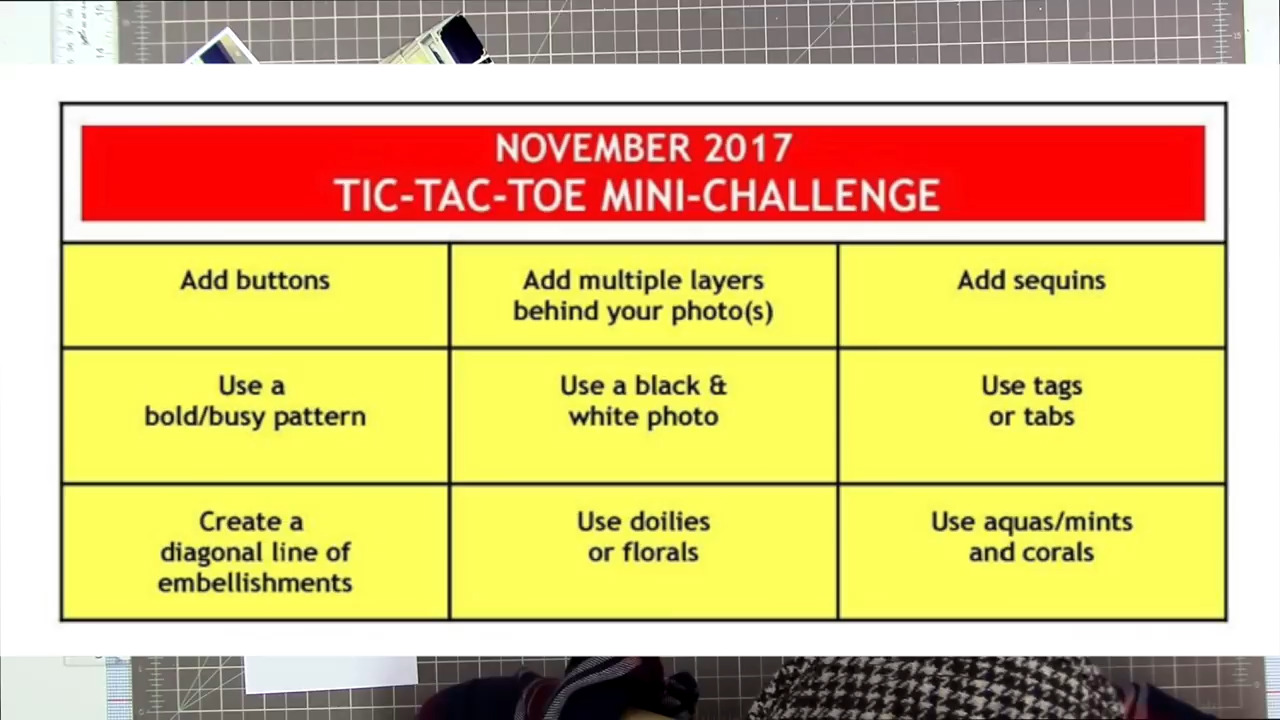 NOVEMBER 2017
TIC-TAC-TOE MINI-CHALLENGE
Add buttons
Add multiple layers
behind your photo(s)
Add sequins
Use a
bold/busy pattern
Use a black &
white photo
Use tags
or tabs
Create a
diagonal line of
embellishments
Use doilies
or florals
Use aquas/mints
and corals